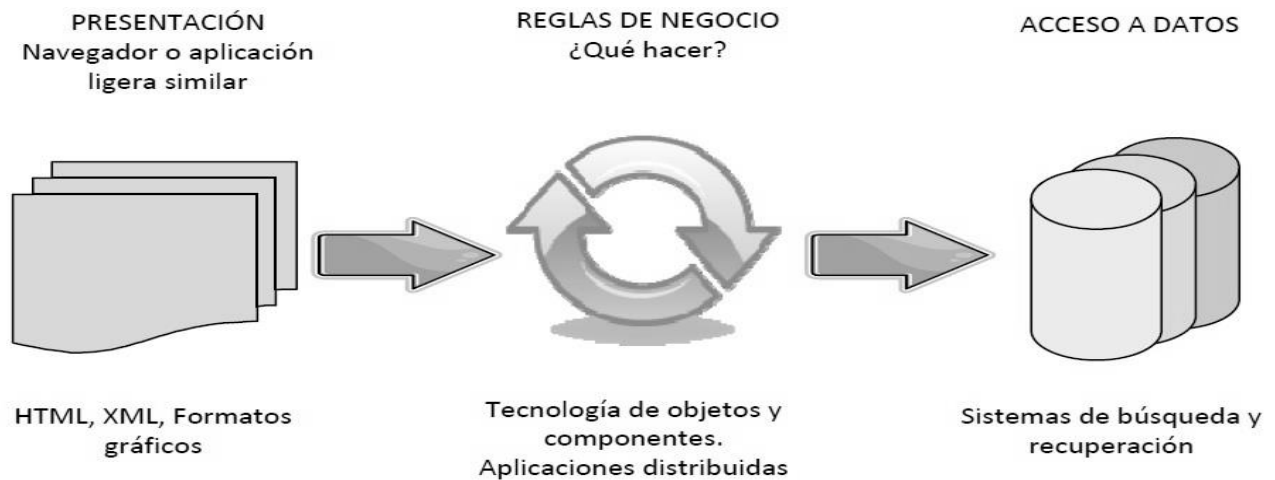 PRESENTACIÓN
Navegador o aplicación
ligera similar
REGLAS DE NEGOCIO
¿Qué hacer?
ACCESO A DATOS
HTML, XML, Formatos
gráficos
Tecnología de objetos y
componentes.
Aplicaciones distribuidas
Sistemas de búsqueda y
recuperación